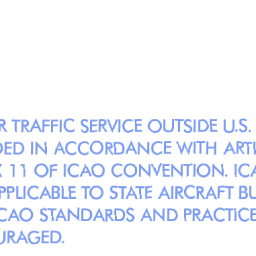 R TRAFFIC SERVICE OUTSIDE U.S.
DED IN ACCORDANCE WITH ARTI
X 11 OF ICAO CONVENTION. ICA
PPLICABLE TO STATE AIRCRAFT BU
CAO STANDARDS AND PRACTICE
URAGED.